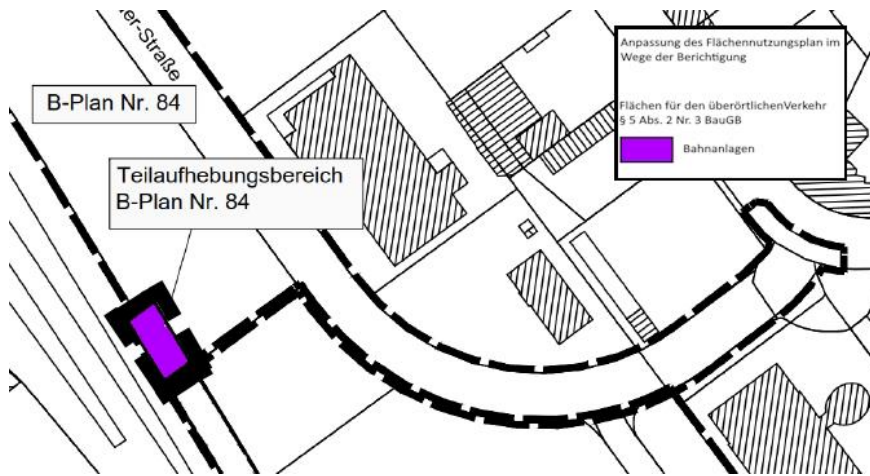 er-Straße
B-Plan Nr. 84
Teilaufhebungsbereich
B-Plan Nr. 84
Anpassung des Flächennutzungsplan im
Wege der Berichtigung
Flächen für den überörtlichenVerkehr
§ 5 Abs. 2 Nr. 3 BauGB
Bahnanlagen